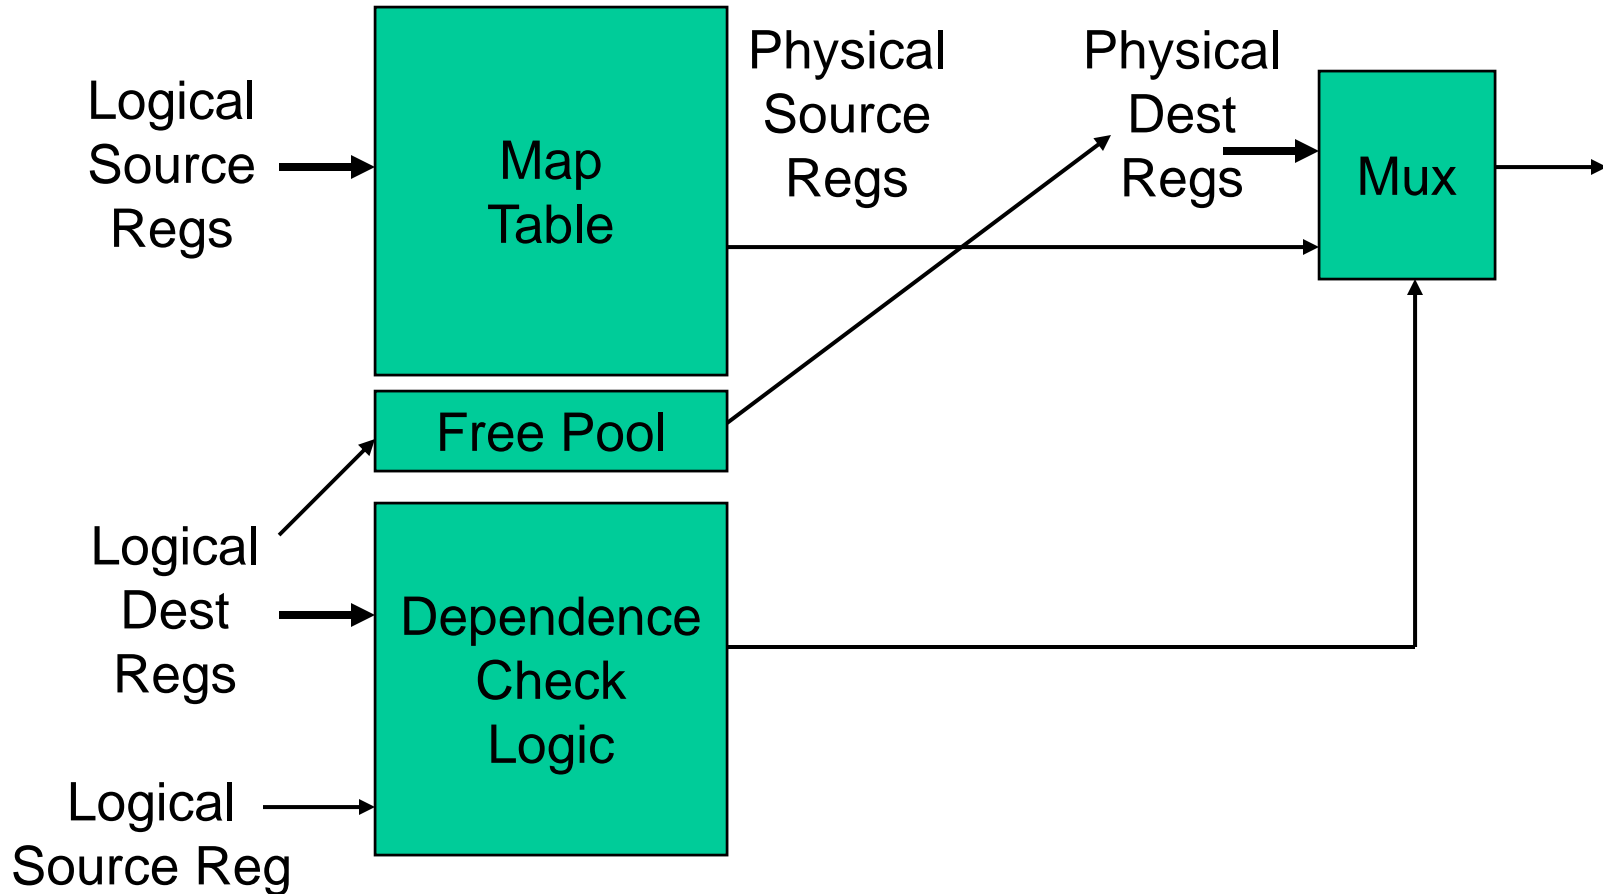 Logical
Source
Regs
Map
Table
Physical
Source
Regs
Physical
Dest
Regs
Mux
Free Pool
Logical
Dest
Regs
Dependence
Check
Logic
Logical
Source Reg